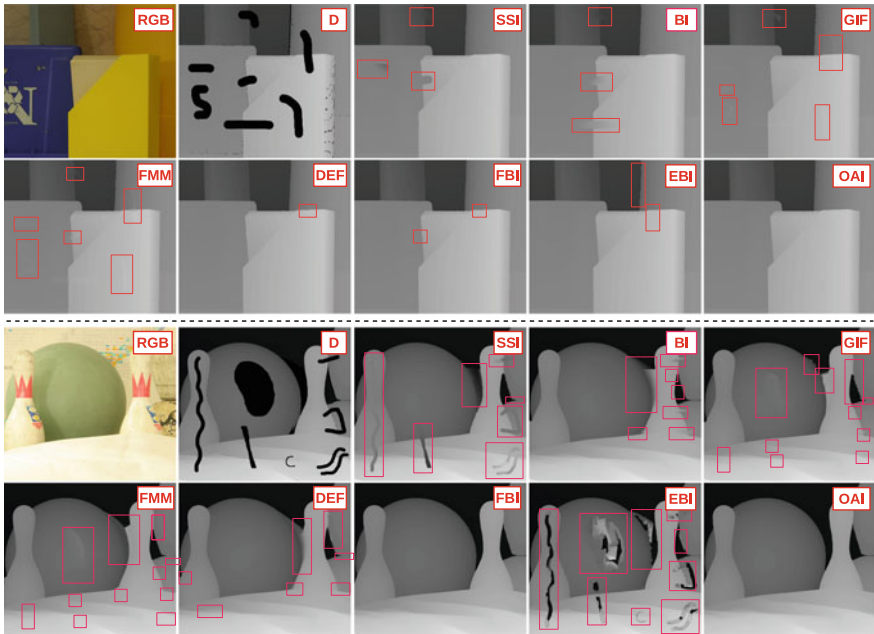 RGB
D
SSI
BI
GIF
FMM
DEF
FBI
EBI
OAI
RGB
D
SSI
BI
GIF
FMM
DEF
FBI
EBI
OAI